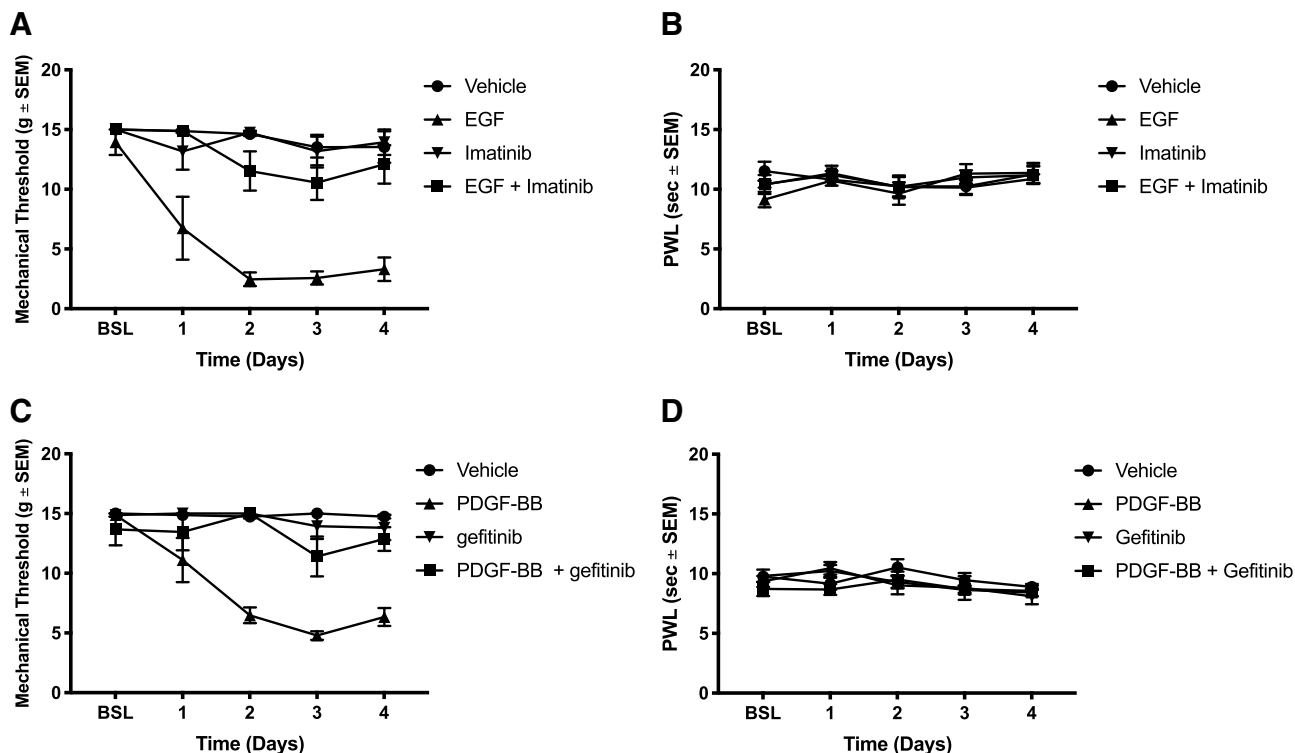 A
Mechanical Threshold (g ± SEM)
20
15
10
5
0
BSL 1 2 3 4
Time (Days)
Vehicle
EGF
Imatinib
EGF + Imatinib
B
PWL (sec ± SEM)
20
15
10
5
0
BSL 1 2 3 4
Time (Days)
Vehicle
EGF
Imatinib
EGF + Imatinib
C
Mechanical Threshold (g ± SEM)
20
15
10
5
0
BSL 1 2 3 4
Time (Days)
Vehicle
PDGF-BB
gefitinib
PDGF-BB + gefitinib
D
PWL (sec ± SEM)
20
15
10
5
0
BSL 1 2 3 4
Time (Days)
Vehicle
PDGF-BB
Gefitinib
PDGF-BB + Gefitinib